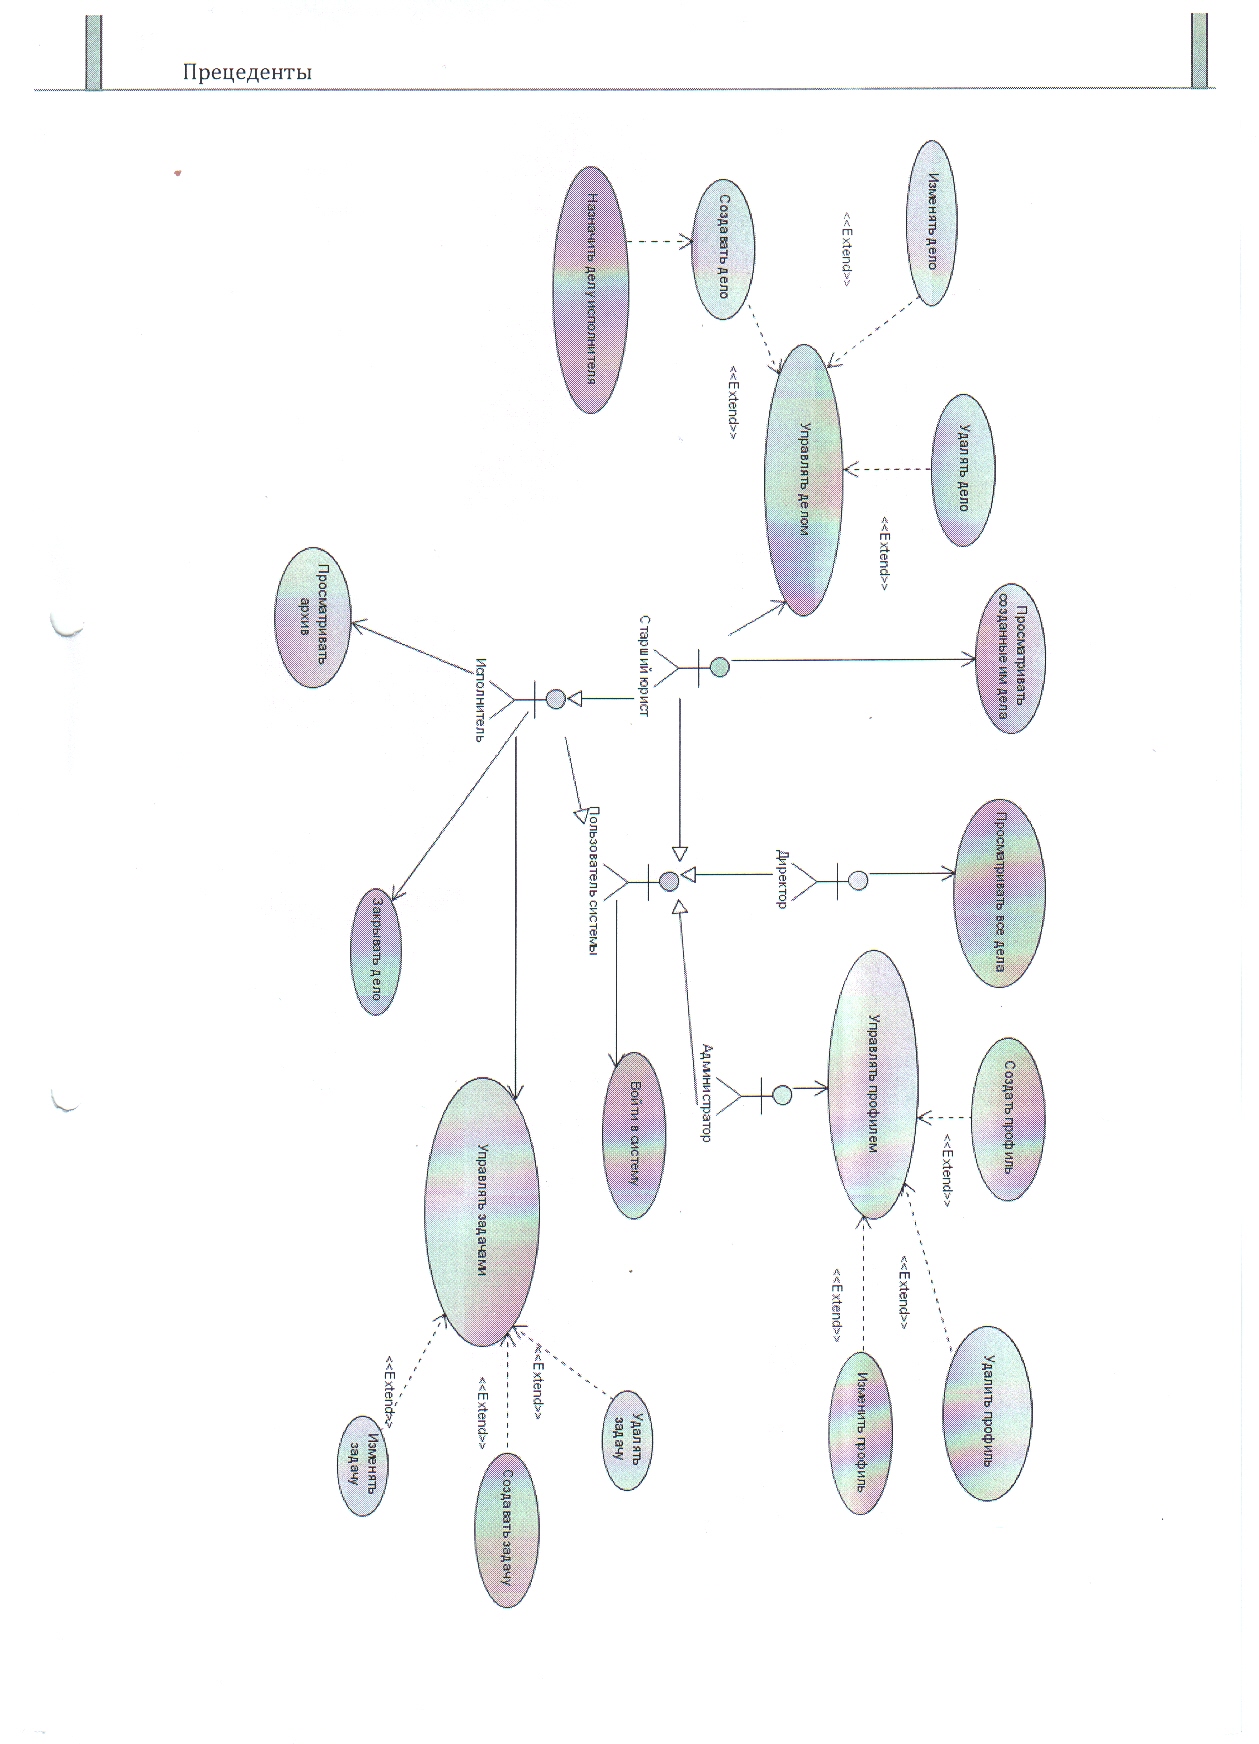 Прецеденты
Изменять дело
<<Extend>>
Создавать дело
Назначить делу исполнителя
<<Extend>>
Управлять делом
Удалять дело
<<Extend>>
Просматривать
созданные им дела
Старший юрист
Просматривать
архив
Исполнитель
Просматривать все дела
Директор
Пользователь системы
Закрывать дело
Управлять профилем
Создать профиль
<<Extend>>
Администратор
Войти в систему
Управлять задачами
<<Extend>>
<<Extend>>
Удалить профиль
Изменить профиль
<<Extend>>
<<Extend>>
<<Extend>>
Удалять
задачу
Изменять
задачу
Создавать задачу